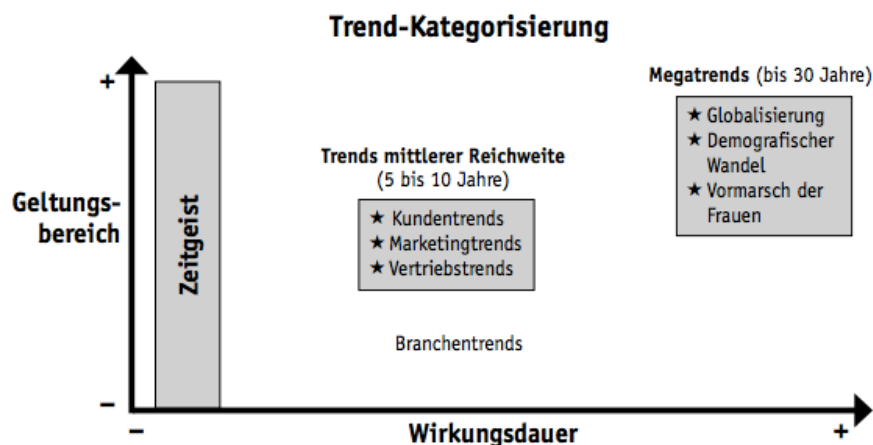 Trend-Kategorisierung
+
Megatrends (bis 30 Jahre)
★ Globalisierung
★ Demografischer
Wandel
★ Vormarsch der
Frauen
Trends mittlerer Reichweite
(5 bis 10 Jahre)
★ Kundentrends
★ Marketingtrends
★ Vertriebstrends
Geltungs-
bereich
Zeitgeist
Branchentrends
–
–
Wirkungsdauer
+